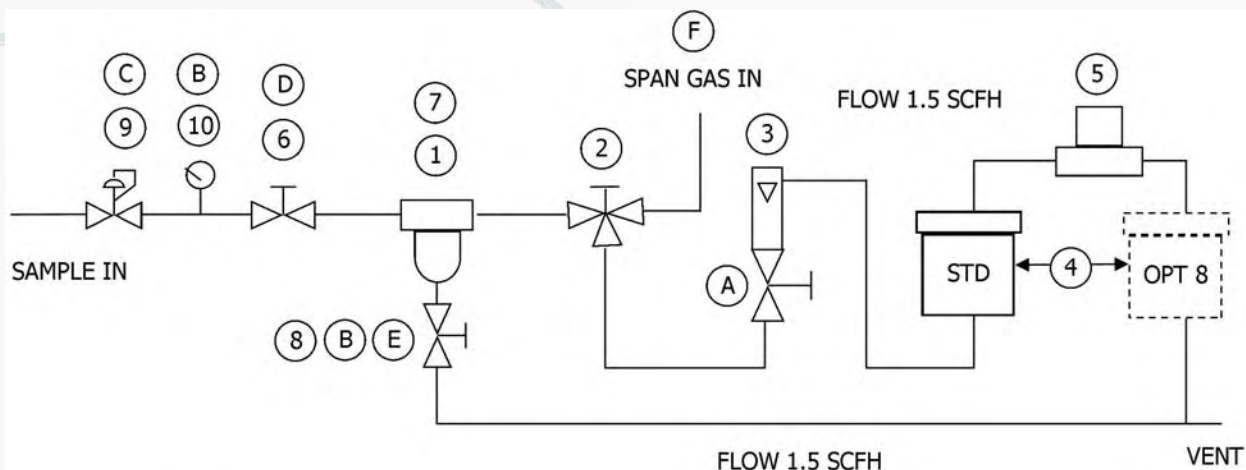 F
SPAN GAS IN
C B D
9 10 6
7
1
2
3
FLOW 1.5 SCFH
5
SAMPLE IN
A
STD
4
OPT 8
8 B E
FLOW 1.5 SCFH
VENT